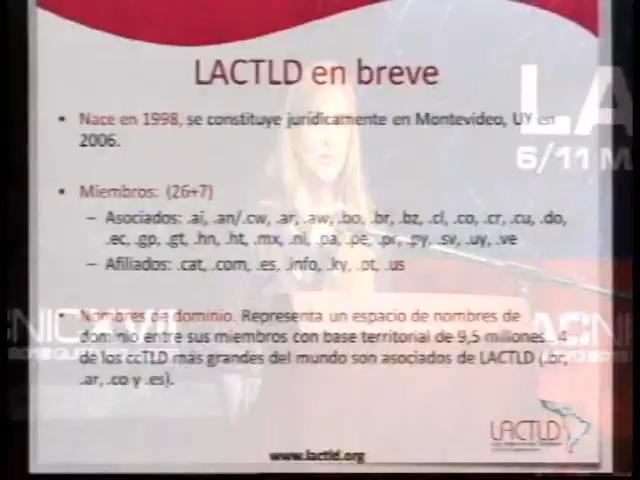 LACTLD en breve
• Nace en 1998, se constituye jurídicamente en Montevideo, UY en
2006.
• Miembros: (26+7)
– Asociados: .ai, .an/.cw, .ar, .aw, .bo, .br, .bz, .cl, .co, .cr, .cu, .do,
.ec, .gp, .gt, .hn, .ht, .mx, .ni, .pa, .pe, .pr, .py, .sv, .uy, .ve
– Afiliados: .cat, .com, .es, .info, .ky, .pt, .us
• Nombres de dominio. Representa un espacio de nombres de
dominio entre sus miembros con base territorial de 9,5 millones. 4
de los ccTLD más grandes del mundo son asociados de LACTLD (.br,
.ar, .co y .es).
LACTLD
www.lactld.org
LA
6/11 M
ACNIC